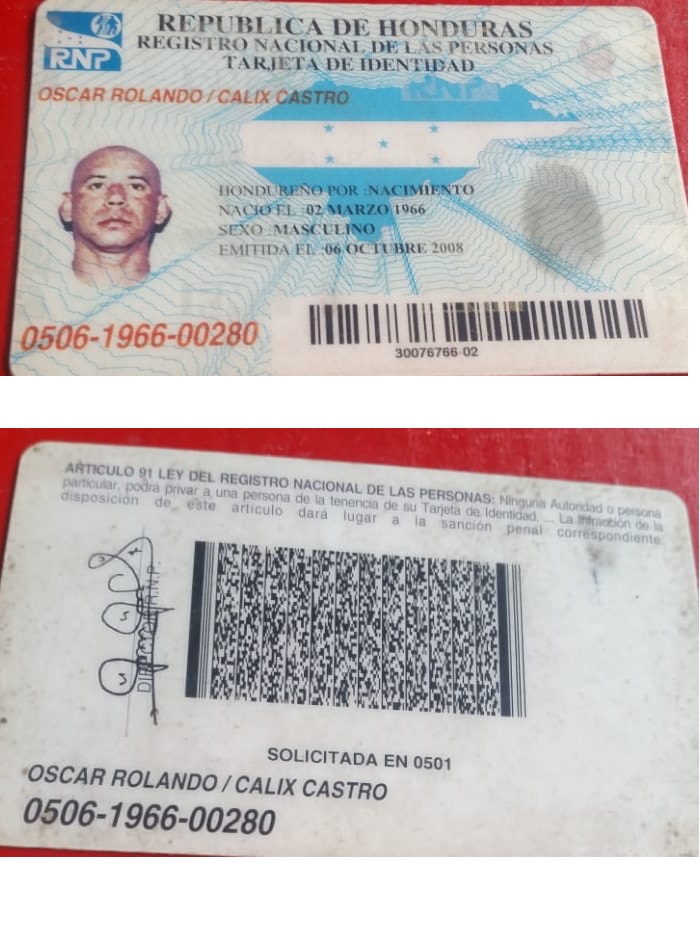 REPUBLICA DE HONDURAS
REGISTRO NACIONAL DE LAS PERSONAS
TARJETA DE IDENTIDAD
RNP
RNP
OSCAR ROLANDO / CALIX CASTRO
HONDUREÑO POR :NACIMIENTO
NACIO EL :02 MARZO 1966
SEXO :MASCULINO
EMITIDA EL :06 OCTUBRE 2008
0506-1966-00280
30076766-02
ARTICULO 91 LEY DEL REGISTRO NACIONAL DE LAS PERSONAS: Ninguna Autoridad o persona
particular, podrá privar a una persona de la tenencia de su Tarjeta de Identidad. ... La Infracción de la
disposición de este artículo dará lugar a la sanción penal correspondiente.
R.N.P.
SOLICITADA EN 0501
OSCAR ROLANDO / CALIX CASTRO
0506-1966-00280